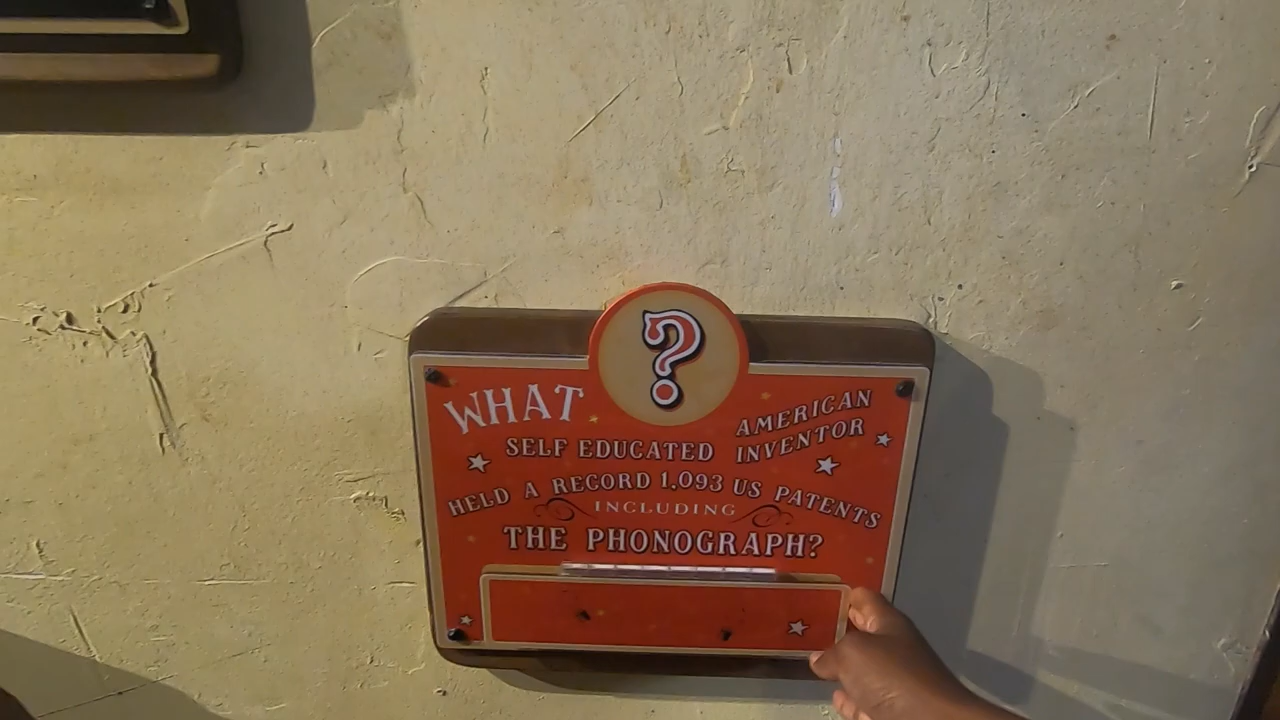 ?
WHAT
SELF EDUCATED
AMERICAN
INVENTOR
HELD A RECORD 1,093 US PATENTS
INCLUDING
THE PHONOGRAPH?